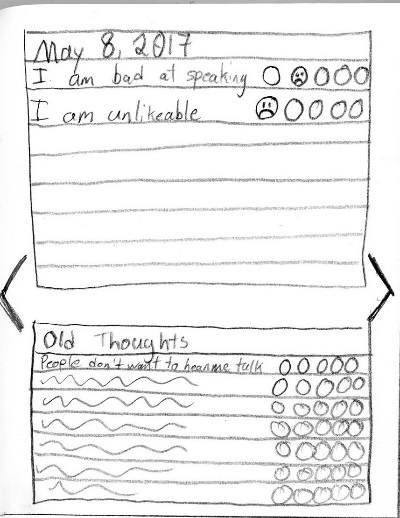 May 8, 2017
I am bad at speaking
I am unlikeable
Old Thoughts
People don't want to hear me talk